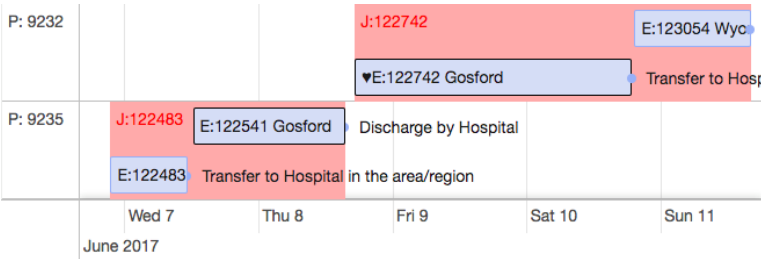 P: 9232
J:122742
E:123054 Wyc
♥E:122742 Gosford
Transfer to Hosp
P: 9235
J:122483
E:122541 Gosford
Discharge by Hospital
E:122483
Transfer to Hospital in the area/region
Wed 7 Thu 8 Fri 9 Sat 10 Sun 11
June 2017